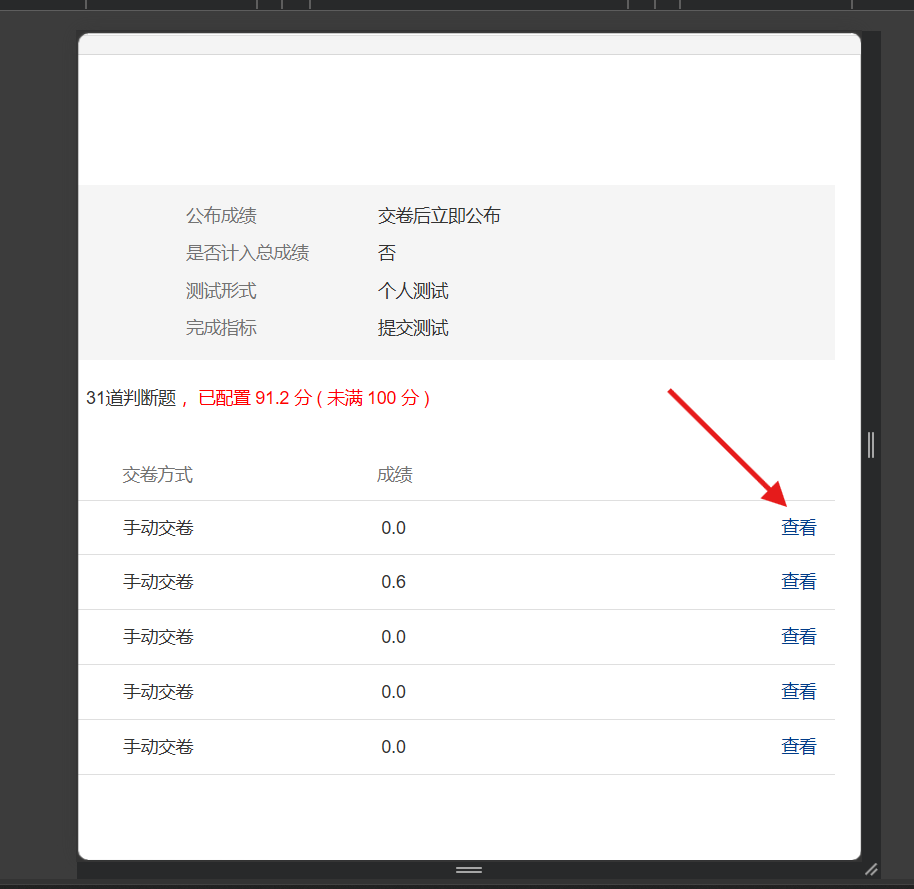 公布成绩 交卷后立即公布
是否计入总成绩 否
测试形式 个人测试
完成指标 提交测试
31道判断题， 已配置 91.2 分 ( 未满 100 分 )
交卷方式 成绩
手动交卷 0.0 查看
手动交卷 0.6 查看
手动交卷 0.0 查看
手动交卷 0.0 查看
手动交卷 0.0 查看